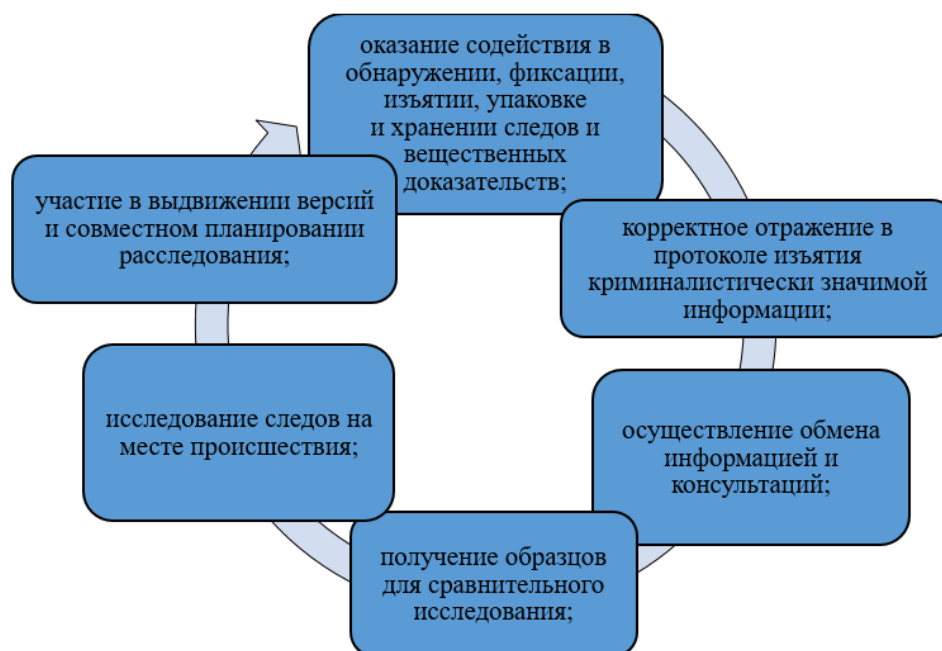 оказание содействия в
обнаружении, фиксации,
изъятии, упаковке
и хранении следов и
вещественных
доказательств;
корректное отражение в
протоколе изъятия
криминалистически значимой
информации;
осуществление обмена
информацией и
консультаций;
получение образцов
для сравнительного
исследования;
исследование следов на
месте происшествия;
участие в выдвижении версий
и совместном планировании
расследования;